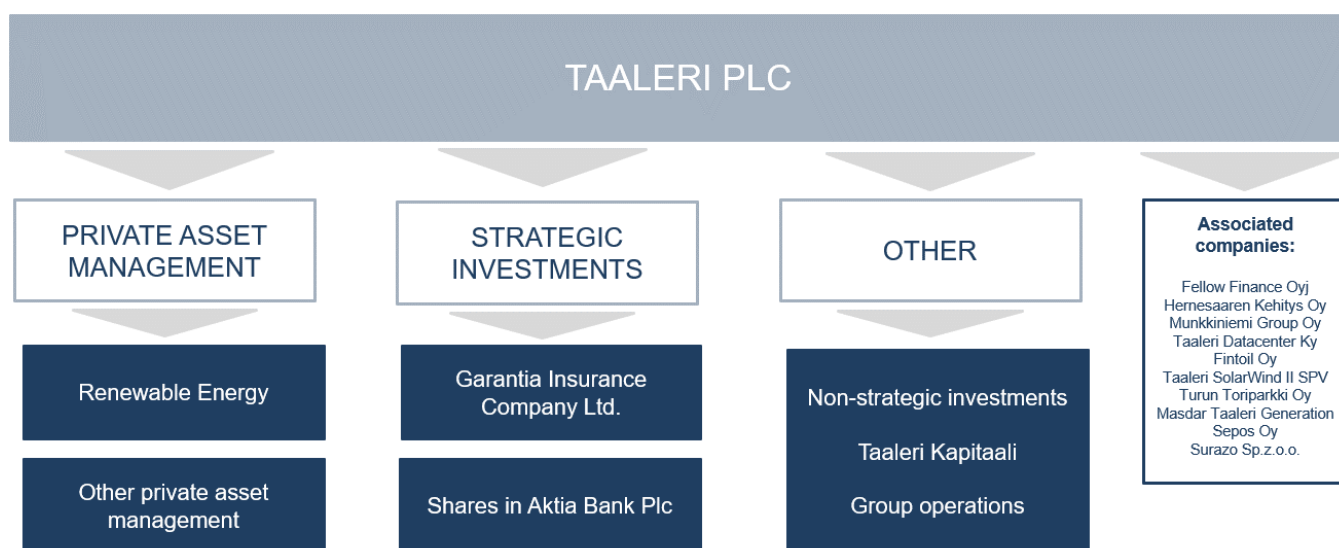 TAALERI PLC
PRIVATE ASSET
MANAGEMENT
Renewable Energy
Other private asset
management
STRATEGIC
INVESTMENTS
Garantia Insurance
Company Ltd.
Shares in Aktia Bank Plc
OTHER
Non-strategic investments
Taaleri Kapitaali
Group operations
Associated
companies:
Fellow Finance Oyj
Hernesaaren Kehitys Oy
Munkkiniemi Group Oy
Taaleri Datacenter Ky
Fintoil Oy
Taaleri SolarWind II SPV
Turun Toriparkki Oy
Masdar Taaleri Generation
Sepos Oy
Surazo Sp.z.o.o.